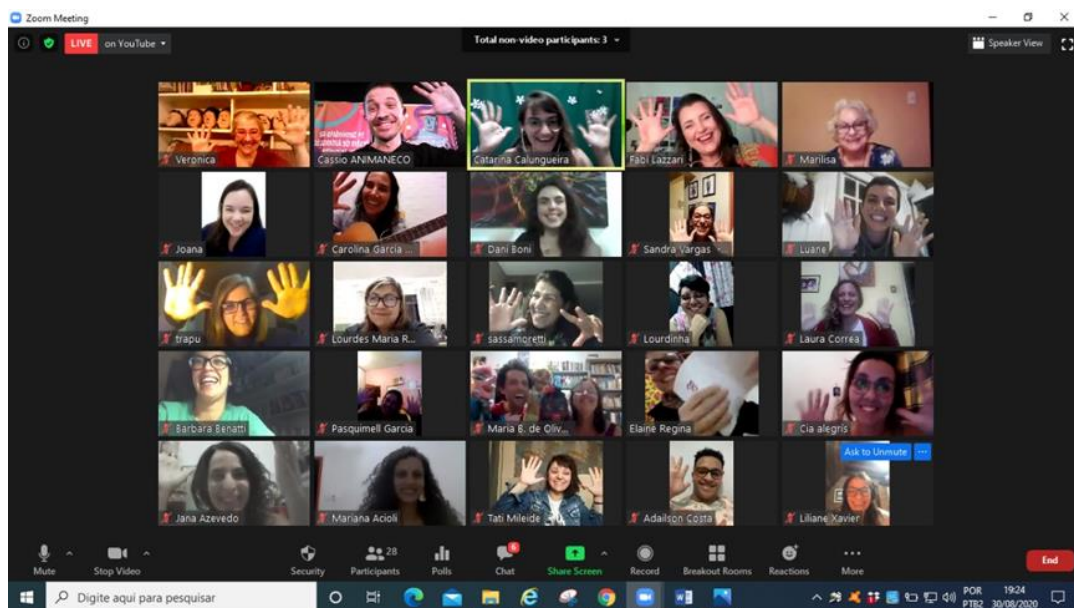 Zoom Meeting
LIVE on YouTube
Total non-video participants: 3
Speaker View
Veronica
Cassio ANIMANECO
Catarina Calungueira
Fabi Lazzari
Marilisa
Joana
Carolina Garcia ...
Dani Boni
Sandra Vargas -...
Luane
trapu
Lourdes Maria R...
sassamoretti
Lourdinha
Laura Correa
Barbara Benatti
Pasquimell Garcia
Maria B. de Oliv...
Elaine Regina
Cia alegris
Ask to Unmute ...
Jana Azevedo
Mariana Acioli
Tati Mileide
Adailson Costa
Liliane Xavier
Mute
Stop Video
Security
Participants 28
Polls
Chat 6
Share Screen
Record
Breakout Rooms
Reactions
More
End
Digite aqui para pesquisar
POR
PTB2
19:24
30/08/2020